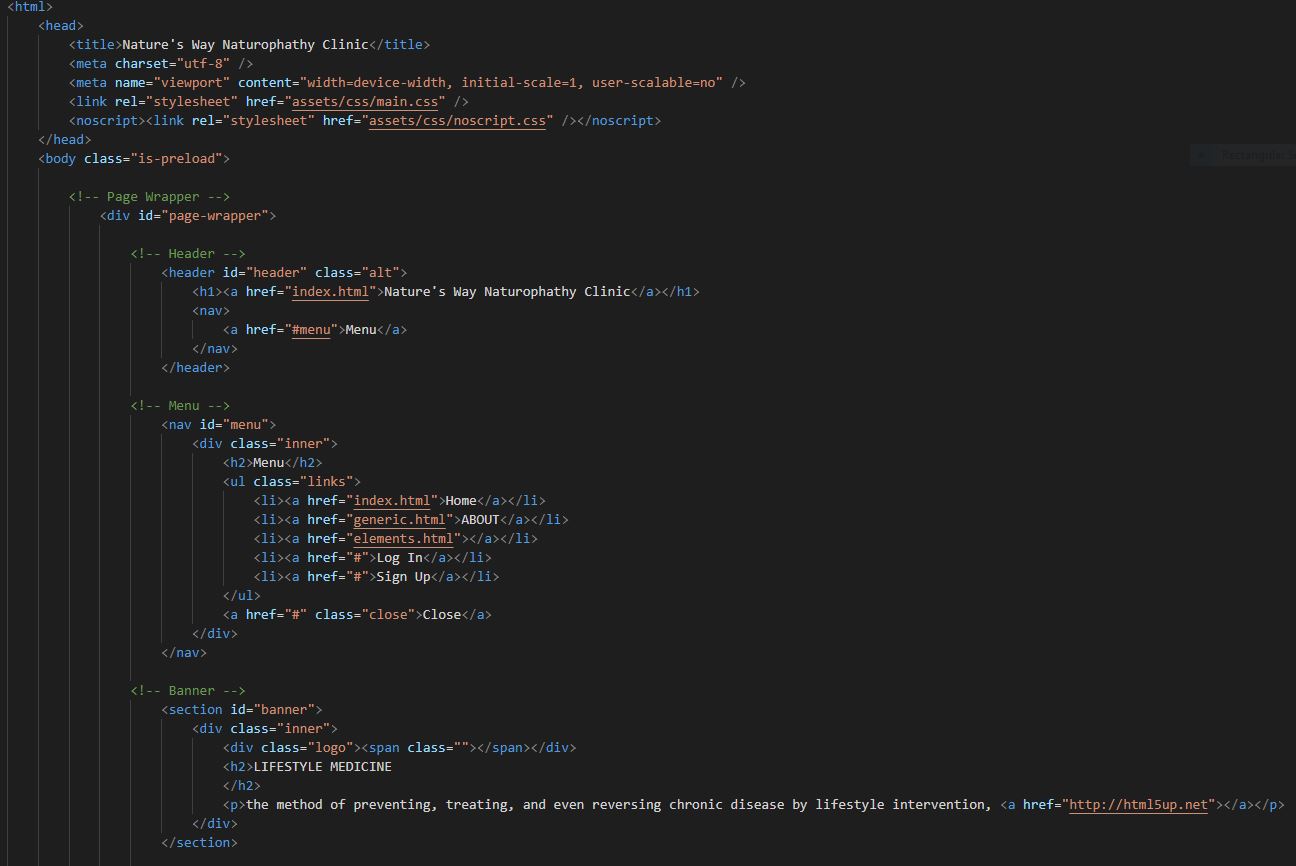 <html>
<head>
<title>Nature's Way Naturophathy Clinic</title>
<meta charset="utf-8" />
<meta name="viewport" content="width=device-width, initial-scale=1, user-scalable=no" />
<link rel="stylesheet" href="assets/css/main.css" />
<noscript><link rel="stylesheet" href="assets/css/noscript.css" /></noscript>
</head>
<body class="is-preload">
Rectangular S
<!-- Page Wrapper -->
<div id="page-wrapper">
<!-- Header -->
<header id="header" class="alt">
<h1><a href="index.html">Nature's Way Naturophathy Clinic</a></h1>
<nav>
<a href="#menu">Menu</a>
</nav>
</header>
<!-- Menu -->
<nav id="menu">
<div class="inner">
<h2>Menu</h2>
<ul class="links">
<li><a href="index.html">Home</a></li>
<li><a href="generic.html">ABOUT</a></li>
<li><a href="elements.html"></a></li>
<li><a href="#">Log In</a></li>
<li><a href="#">Sign Up</a></li>
</ul>
<a href="#" class="close">Close</a>
</div>
</nav>
<!-- Banner -->
<section id="banner">
<div class="inner">
<div class="logo"><span class=""></span></div>
<h2>LIFESTYLE MEDICINE
</h2>
<p>the method of preventing, treating, and even reversing chronic disease by lifestyle intervention, <a href="http://html5up.net"></a></p>
</div>
</section>